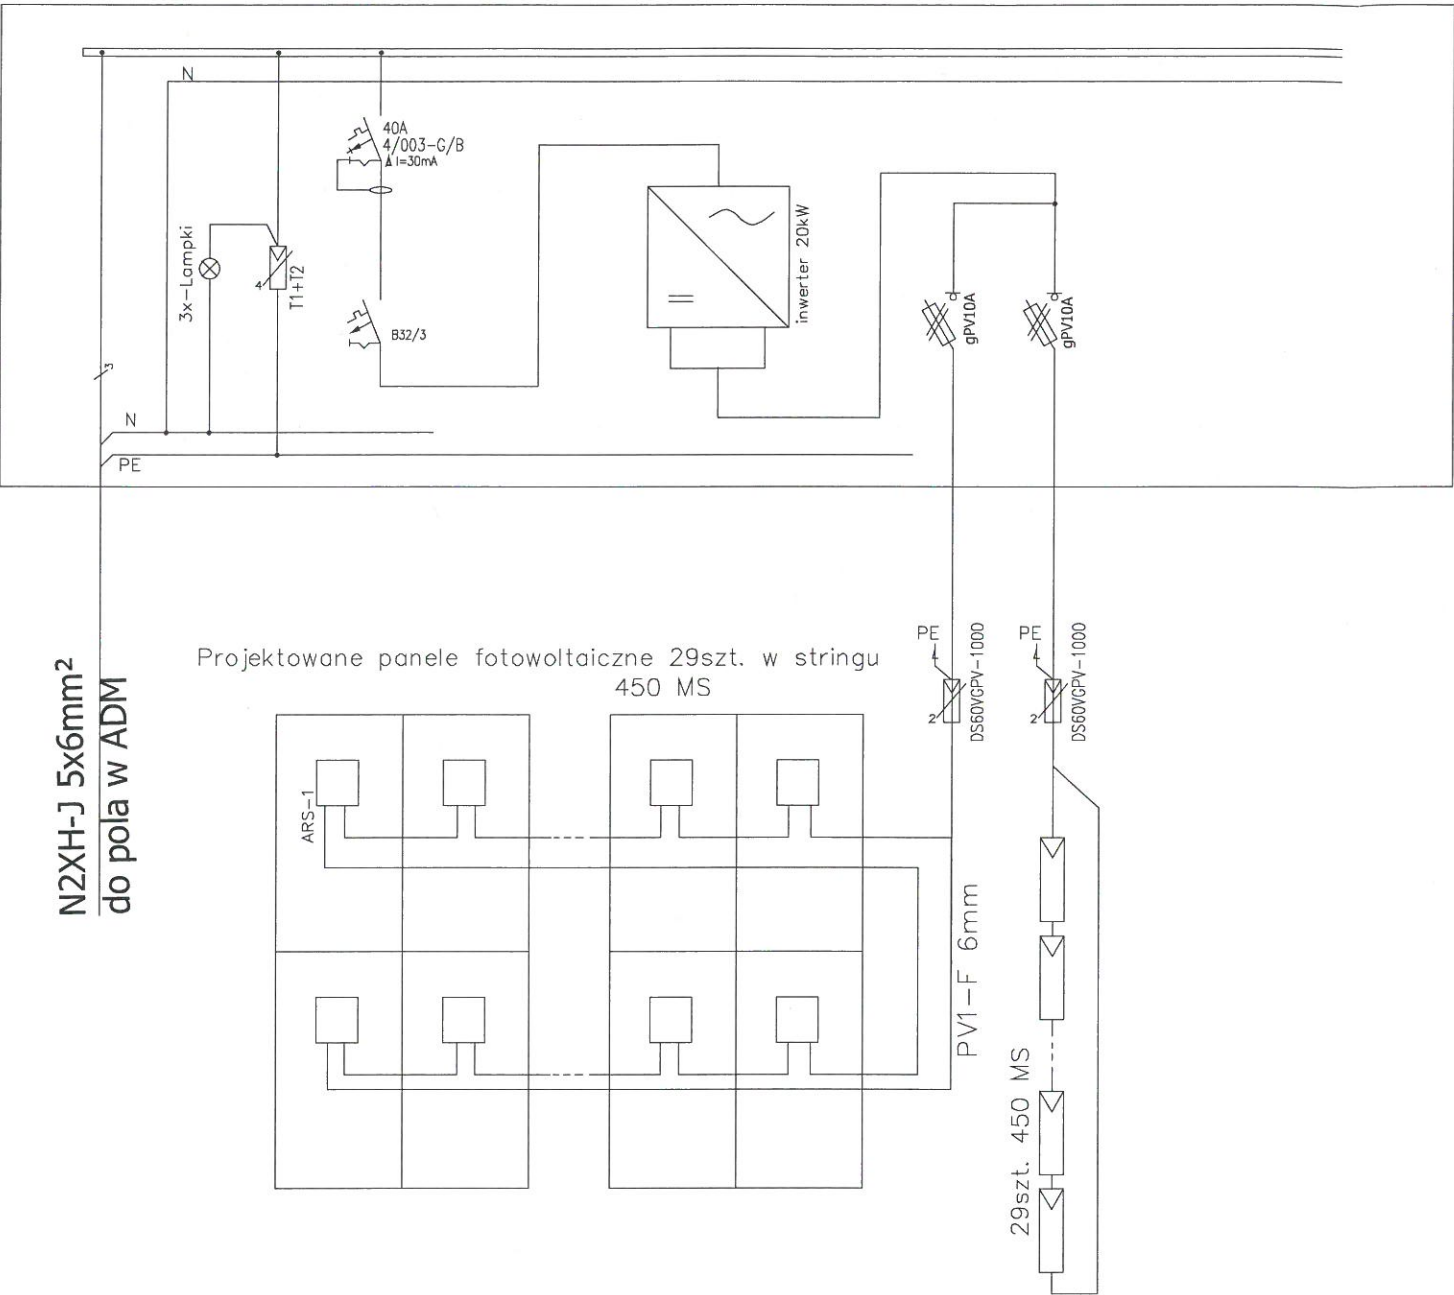 N
40A
4/003-G/B
Δ I=30mA
3x-Lampki
4
T1+T2
B32/3
inwerter 20kW
gPV10A
gPV10A
3
N
PE
N2XH-J 5x6mm²
do pola w ADM
Projektowane panele fotowoltaiczne 29szt. w stringu
450 MS
PE
2
DS60VGPV-1000
PE
2
DS60VGPV-1000
ARS-1
PV1-F 6mm
29szt. 450 MS